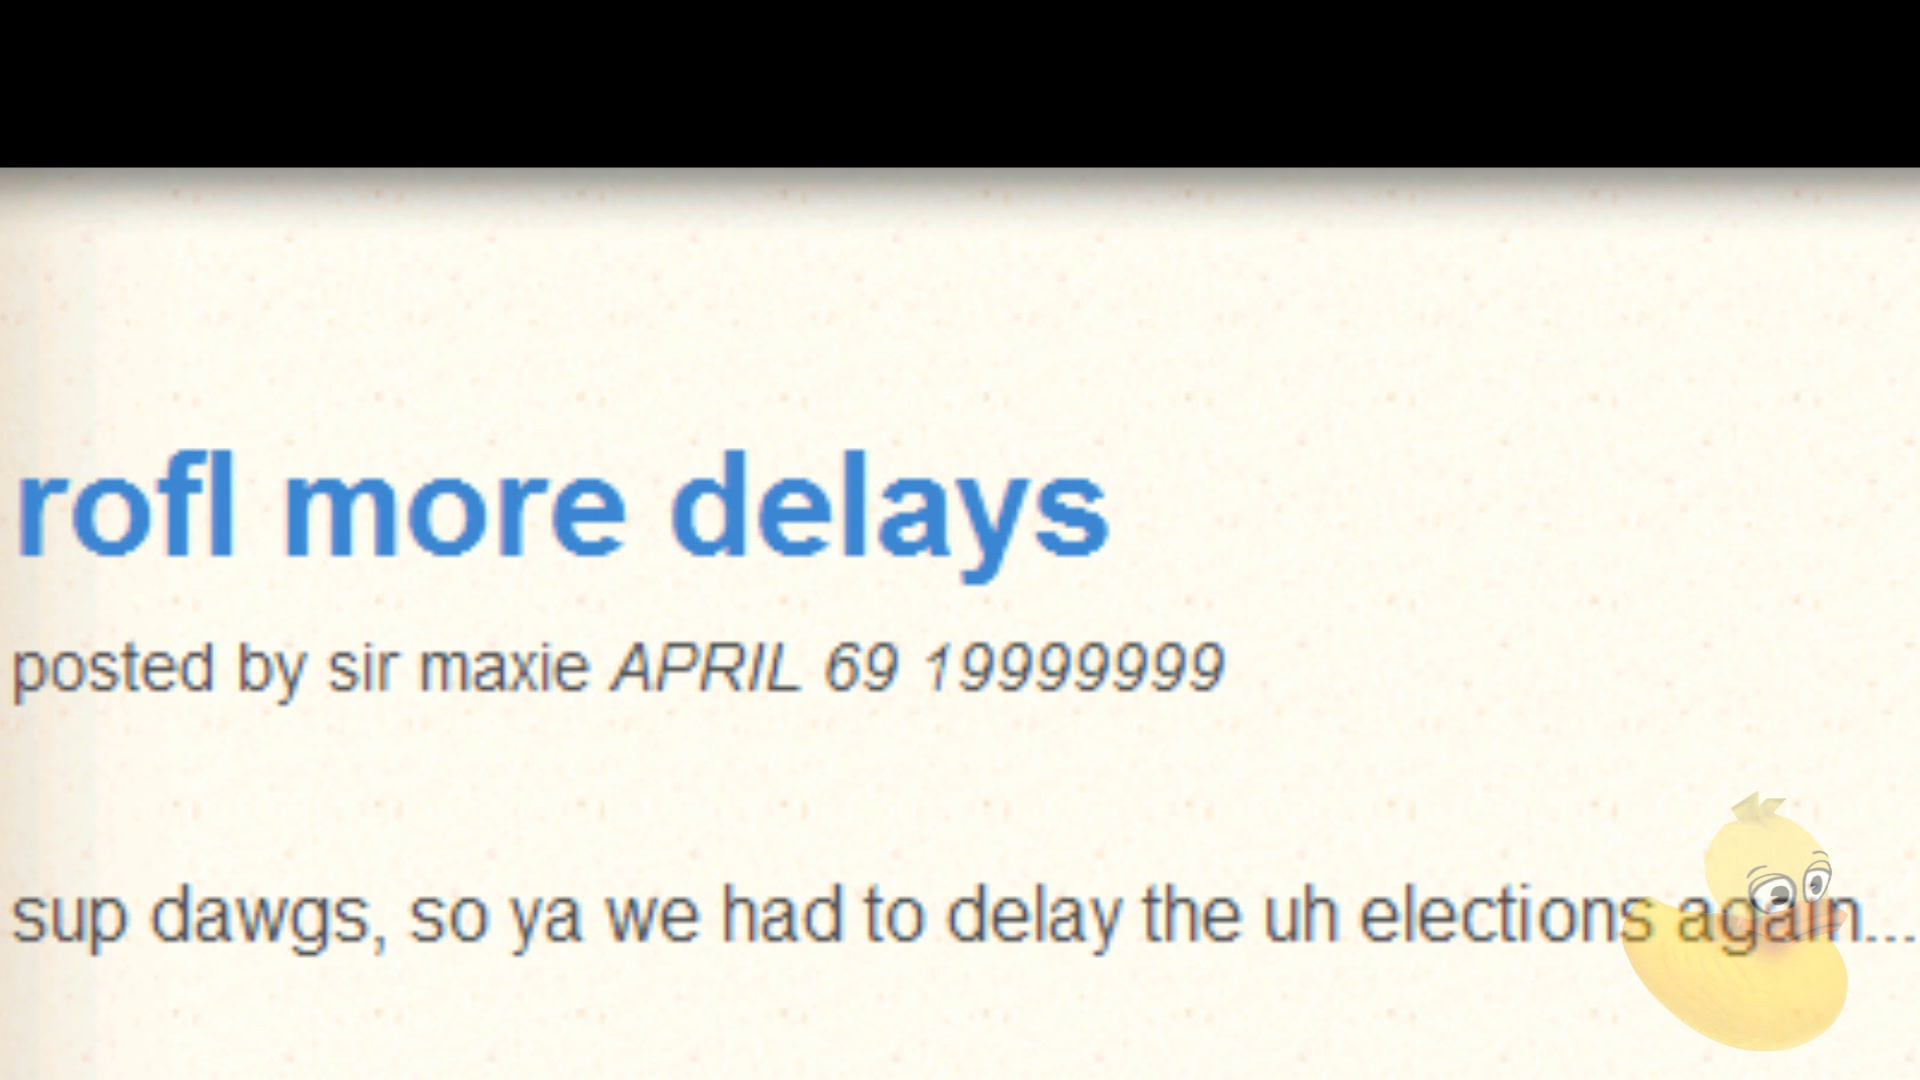 rofl more delays
posted by sir maxie APRIL 69 19999999
sup dawgs, so ya we had to delay the uh elections again...